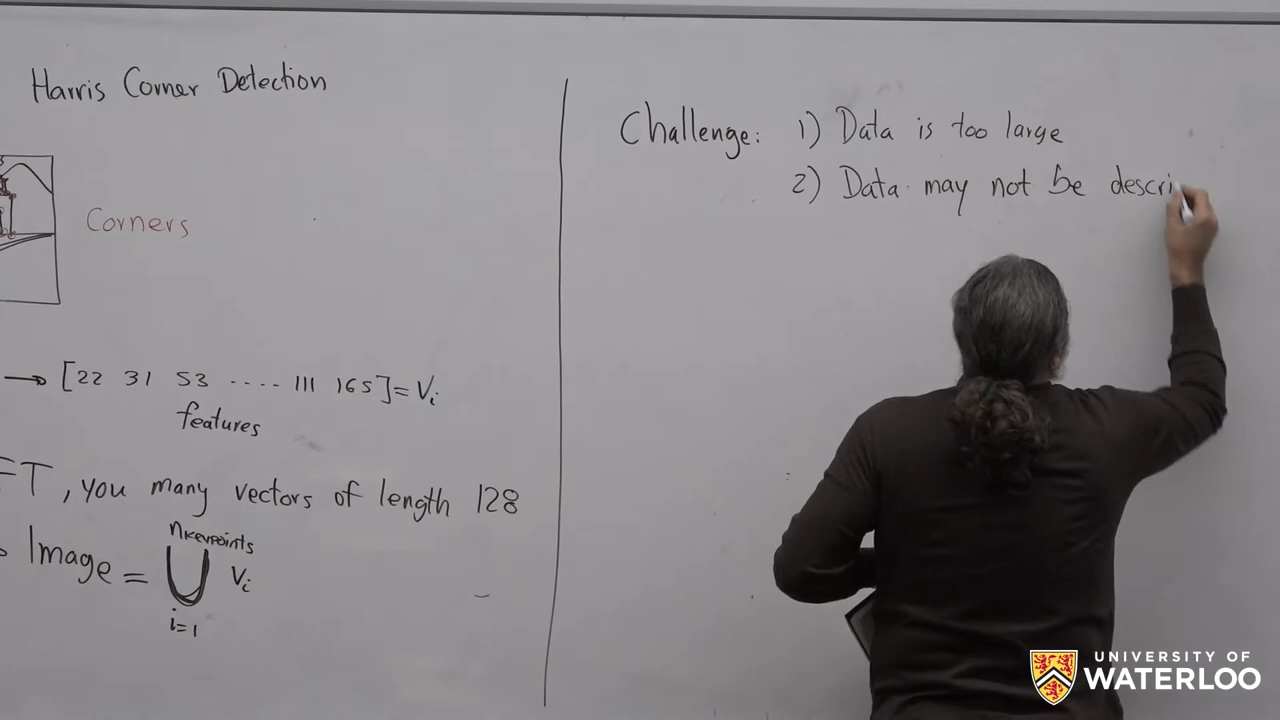 Harris Corner Detection
Corners
→ [22 31 53 .... 111 165] = Vi
features
FT, you many vectors of length 128
Image = ⋃ Vi
nkeypoints
i=1
Challenge: 1) Data is too large
2) Data may not be descri
UNIVERSITY OF
WATERLOO